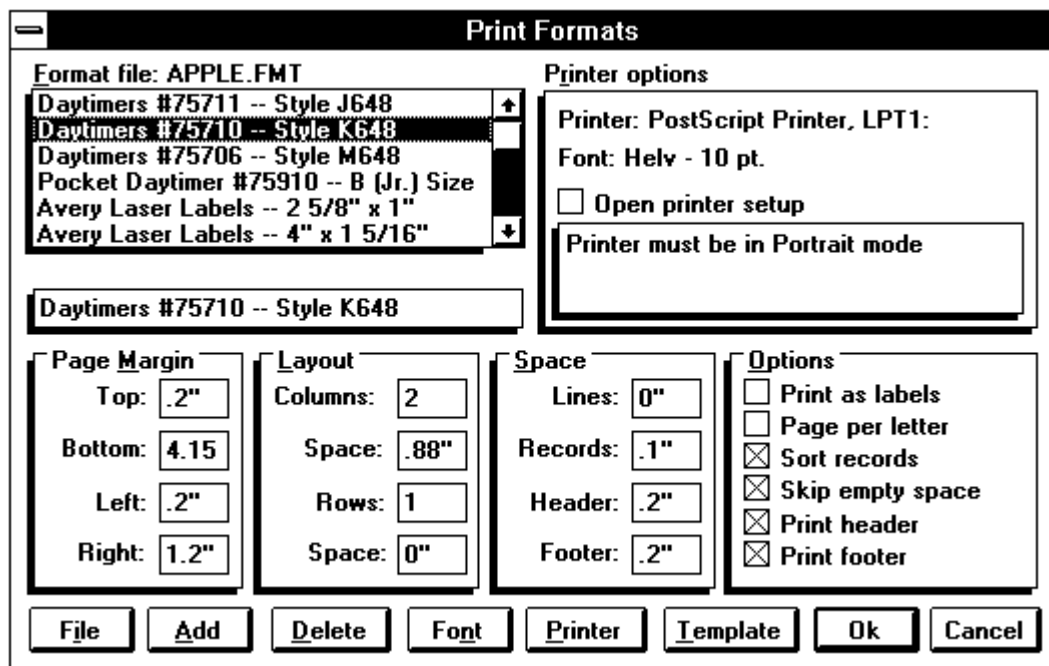 Print Formats
Format file: APPLE.FMT
Daytimers #75711 -- Style J648
Daytimers #75710 -- Style K648
Daytimers #75706 -- Style M648
Pocket Daytimer #75910 -- B (Jr.) Size
Avery Laser Labels -- 2 5/8" x 1"
Avery Laser Labels -- 4" x 1 5/16"
Daytimers #75710 -- Style K648
Printer options
Printer: PostScript Printer, LPT1:
Font: Helv - 10 pt.
Open printer setup
Printer must be in Portrait mode
Page Margin
Top: .2"
Bottom: 4.15
Left: .2"
Right: 1.2"
Layout
Columns: 2
Space: .88"
Rows: 1
Space: 0"
Space
Lines: 0"
Records: .1"
Header: .2"
Footer: .2"
Options
Print as labels
Page per letter
Sort records
Skip empty space
Print header
Print footer
File Add Delete Font Printer Template Ok Cancel